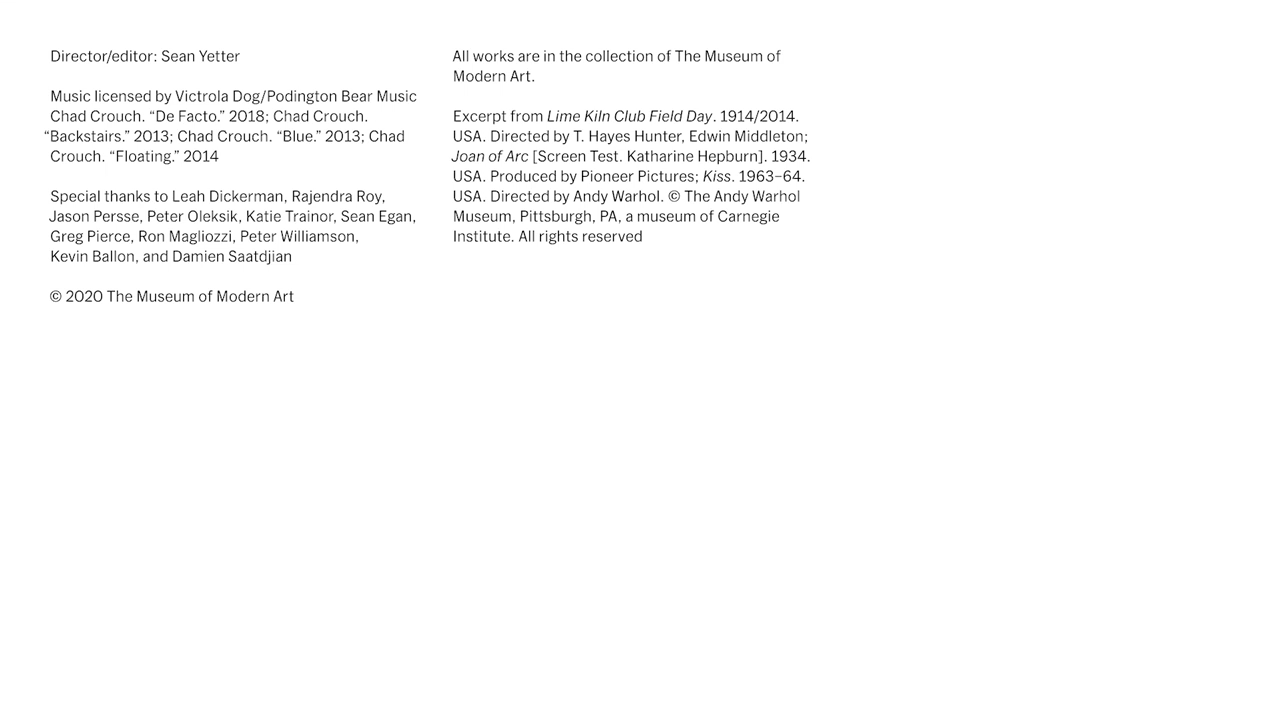 Director/editor: Sean Yetter
Music licensed by Victrola Dog/Podington Bear Music
Chad Crouch. “De Facto.” 2018; Chad Crouch.
“Backstairs.” 2013; Chad Crouch. “Blue.” 2013; Chad
Crouch. “Floating.” 2014
Special thanks to Leah Dickerman, Rajendra Roy,
Jason Persse, Peter Oleksik, Katie Trainor, Sean Egan,
Greg Pierce, Ron Magliozzi, Peter Williamson,
Kevin Ballon, and Damien Saatdjian
© 2020 The Museum of Modern Art
All works are in the collection of The Museum of
Modern Art.
Excerpt from Lime Kiln Club Field Day. 1914/2014.
USA. Directed by T. Hayes Hunter, Edwin Middleton;
Joan of Arc [Screen Test. Katharine Hepburn]. 1934.
USA. Produced by Pioneer Pictures; Kiss. 1963–64.
USA. Directed by Andy Warhol. © The Andy Warhol
Museum, Pittsburgh, PA, a museum of Carnegie
Institute. All rights reserved